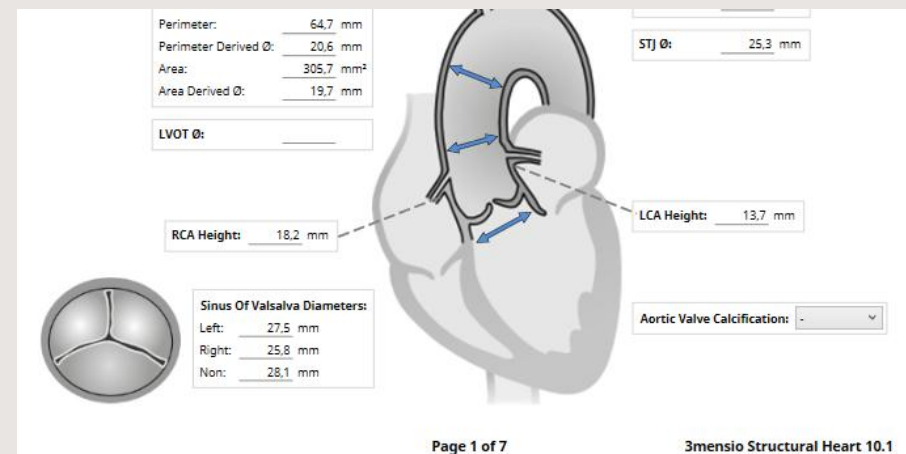 Perimeter: 64,7 mm
Perimeter Derived Ø: 20,6 mm
Area: 305,7 mm²
Area Derived Ø: 19,7 mm
LVOT Ø:
STJ Ø: 25,3 mm
RCA Height: 18,2 mm
LCA Height: 13,7 mm
Sinus Of Valsalva Diameters:
Left: 27,5 mm
Right: 25,8 mm
Non: 28,1 mm
Aortic Valve Calcification: -
Page 1 of 7
3mensio Structural Heart 10.1